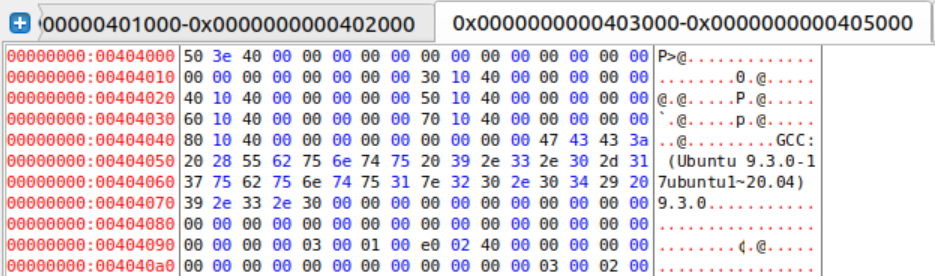 00000401000-0x0000000000402000 0x0000000000403000-0x0000000000405000
00000000:00404000 50 3e 40 00 00 00 00 00 00 00 00 00 00 00 00 00 P>@.............
00000000:00404010 00 00 00 00 00 00 00 00 30 10 40 00 00 00 00 00 ........0.@.....
00000000:00404020 40 10 40 00 00 00 00 00 50 10 40 00 00 00 00 00 @.@.....P.@.....
00000000:00404030 60 10 40 00 00 00 00 00 70 10 40 00 00 00 00 00 `.@.....p.@.....
00000000:00404040 80 10 40 00 00 00 00 00 00 00 00 00 47 43 43 3a ..@.........GCC:
00000000:00404050 20 28 55 62 75 6e 74 75 20 39 2e 33 2e 30 2d 31 (Ubuntu 9.3.0-1
00000000:00404060 37 75 62 75 6e 74 75 31 7e 32 30 2e 30 34 29 20 7ubuntu1~20.04)
00000000:00404070 39 2e 33 2e 30 00 00 00 00 00 00 00 00 00 00 00 9.3.0...........
00000000:00404080 00 00 00 00 00 00 00 00 00 00 00 00 00 00 00 00 ................
00000000:00404090 00 00 00 00 03 00 01 00 e0 02 40 00 00 00 00 00 ........¢.@.....
00000000:004040a0 00 00 00 00 00 00 00 00 00 00 00 00 03 00 02 00 ................